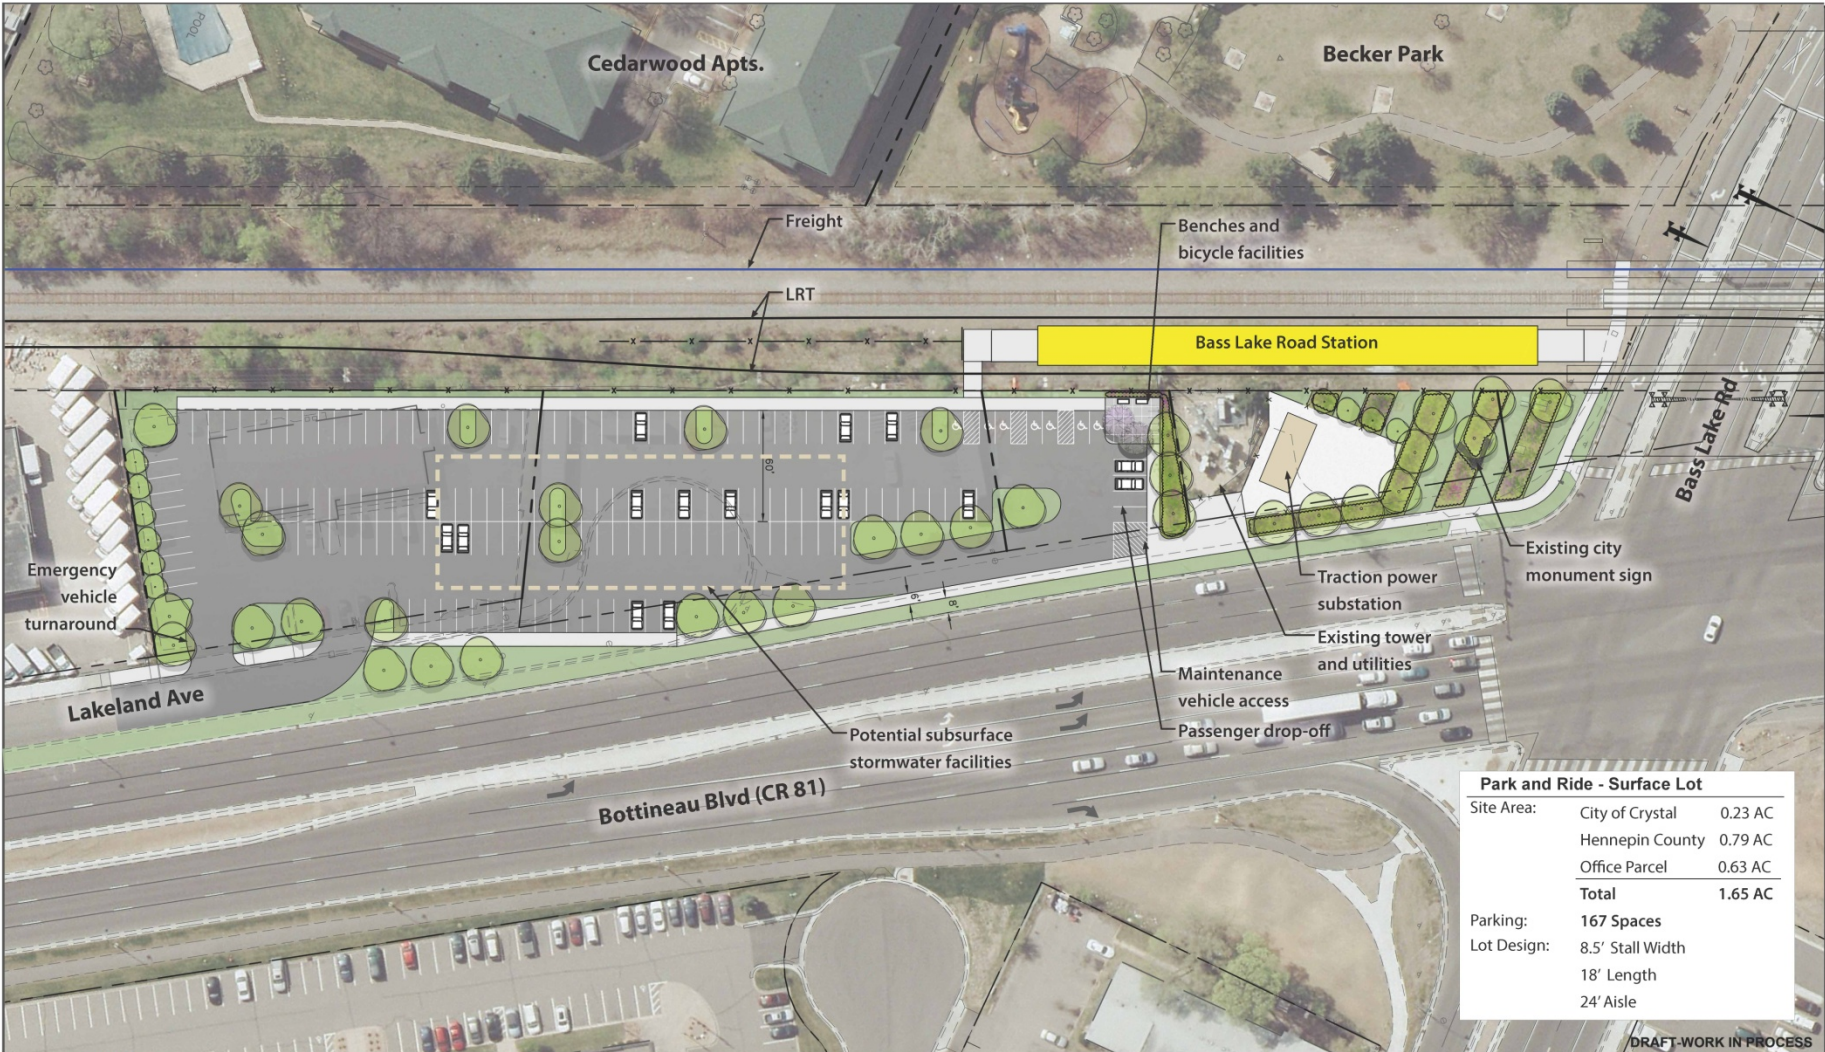 POOL
Cedarwood Apts.
Becker Park
Freight
Benches and
bicycle facilities
LRT
Bass Lake Road Station
Bass Lake Rd
60'
Emergency
vehicle
turnaround
Existing city
monument sign
Traction power
substation
6'
8'
Existing tower
and utilities
Maintenance
vehicle access
Lakeland Ave
Passenger drop-off
Potential subsurface
stormwater facilities
Bottineau Blvd (CR 81)
Park and Ride - Surface Lot
Site Area: City of Crystal 0.23 AC
Hennepin County 0.79 AC
Office Parcel 0.63 AC
Total 1.65 AC
Parking: 167 Spaces
Lot Design: 8.5' Stall Width
18' Length
24' Aisle
DRAFT-WORK IN PROCESS